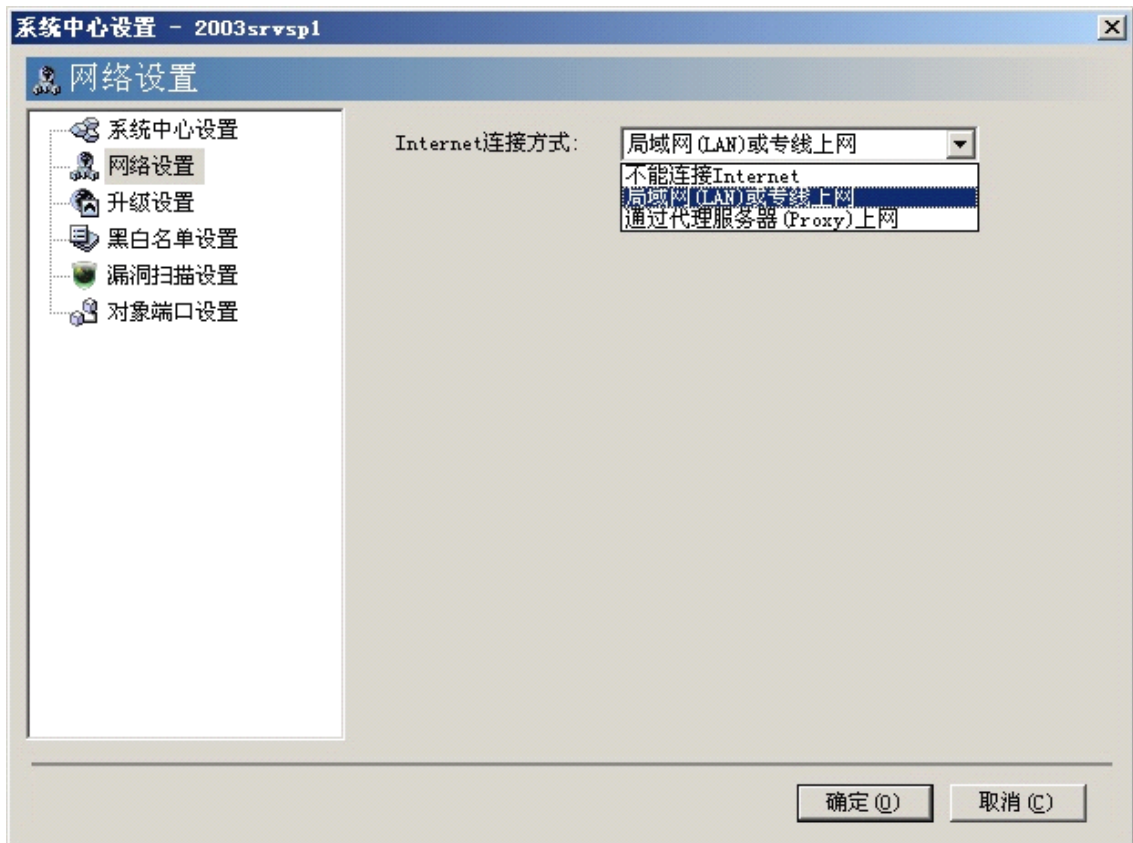 系统中心设置 - 2003srvsp1
网络设置
系统中心设置
网络设置
升级设置
黑白名单设置
漏洞扫描设置
对象端口设置
Internet连接方式:
局域网(LAN)或专线上网
不能连接Internet
局域网(LAN)或专线上网
通过代理服务器(Proxy)上网
确定(O)
取消(C)